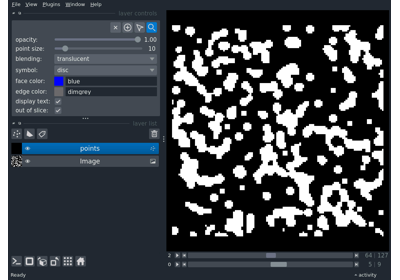 File View Plugins Window Help
layer controls
opacity: 1.00
point size: 10
blending: translucent
symbol: disc
face color: blue
edge color: dimgrey
display text:
out of slice:
layer list
points
Image
2 64 127
0 5 9
activity